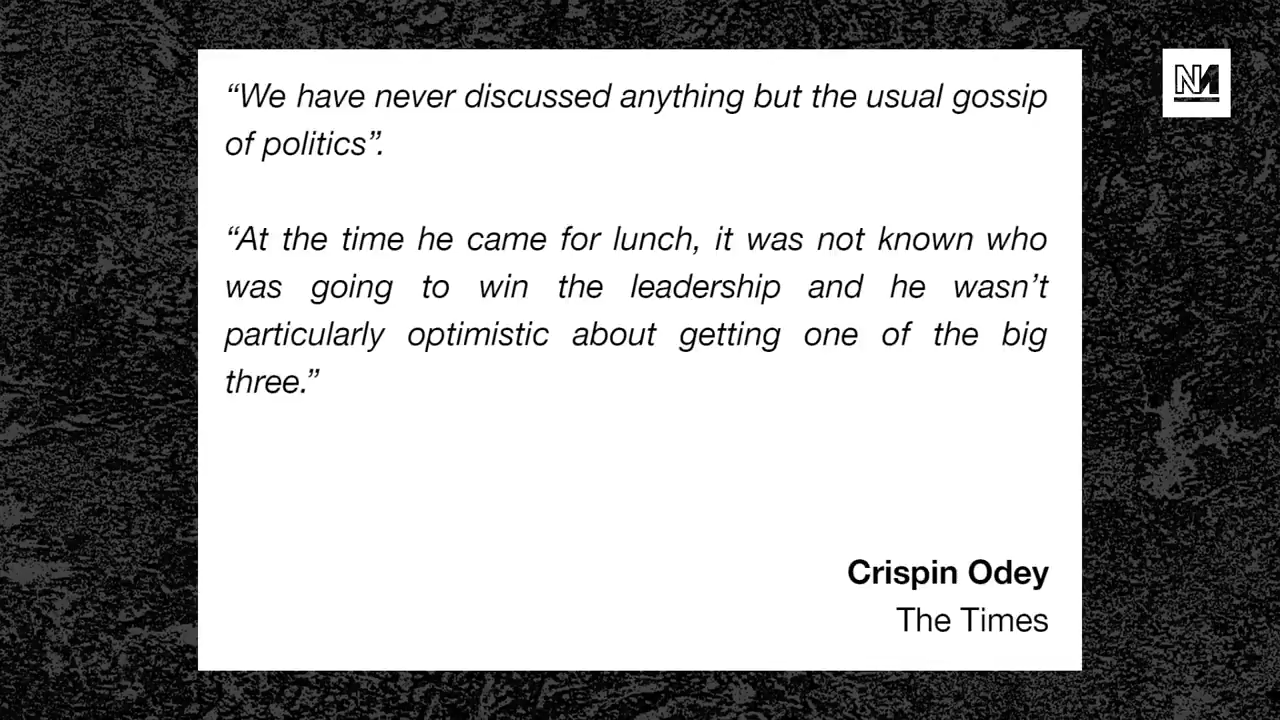 “We have never discussed anything but the usual gossip
of politics”.
“At the time he came for lunch, it was not known who
was going to win the leadership and he wasn’t
particularly optimistic about getting one of the big
three.”
Crispin Odey
The Times
NM